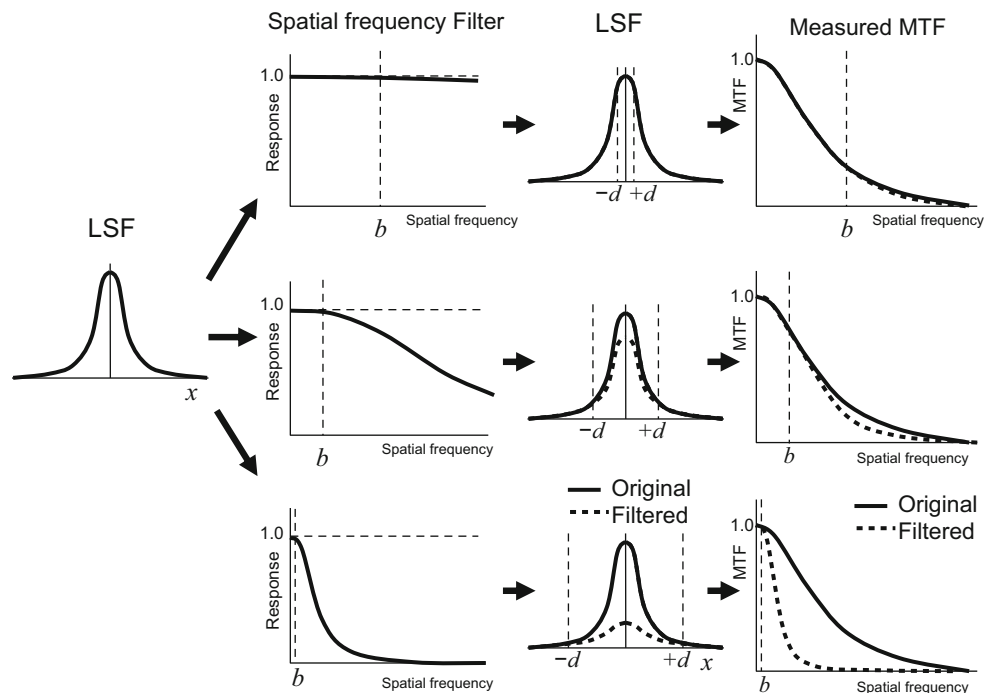 Spatial frequency Filter
LSF
Measured MTF
1.0
Response
Spatial frequency
b
−d +d
1.0
MTF
Spatial frequency
b
LSF
x
1.0
Response
Spatial frequency
b
−d +d
1.0
MTF
Spatial frequency
b
1.0
Response
Spatial frequency
b
Original
Filtered
−d +d x
Original
Filtered
1.0
MTF
Spatial frequency
b